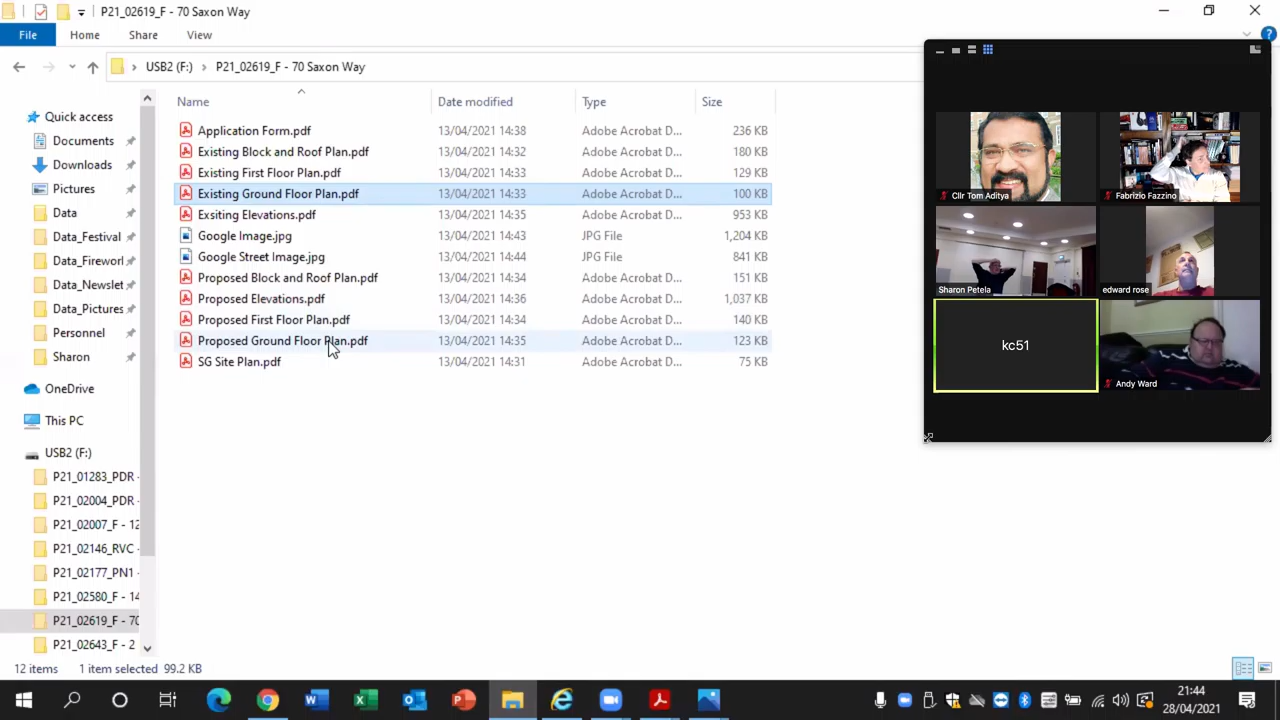 P21_02619_F - 70 Saxon Way
File Home Share View
USB2 (F:) P21_02619_F - 70 Saxon Way
Name Date modified Type Size
Quick access
Documents
Downloads
Pictures
Data
Data_Festival
Data_Firework
Data_Newslet
Data_Pictures
Personnel
Sharon
OneDrive
This PC
USB2 (F:)
P21_01283_PDR -
P21_02004_PDR -
P21_02007_F - 12
P21_02146_RVC -
P21_02177_PN1 -
P21_02580_F - 14
P21_02619_F - 70
P21_02643_F - 2
Application Form.pdf 13/04/2021 14:38 Adobe Acrobat D... 236 KB
Existing Block and Roof Plan.pdf 13/04/2021 14:32 Adobe Acrobat D... 180 KB
Existing First Floor Plan.pdf 13/04/2021 14:33 Adobe Acrobat D... 129 KB
Existing Ground Floor Plan.pdf 13/04/2021 14:33 Adobe Acrobat D... 100 KB
Exsiting Elevations.pdf 13/04/2021 14:35 Adobe Acrobat D... 953 KB
Google Image.jpg 13/04/2021 14:43 JPG File 1,204 KB
Google Street Image.jpg 13/04/2021 14:44 JPG File 841 KB
Proposed Block and Roof Plan.pdf 13/04/2021 14:34 Adobe Acrobat D... 151 KB
Proposed Elevations.pdf 13/04/2021 14:36 Adobe Acrobat D... 1,037 KB
Proposed First Floor Plan.pdf 13/04/2021 14:34 Adobe Acrobat D... 140 KB
Proposed Ground Floor Plan.pdf 13/04/2021 14:35 Adobe Acrobat D... 123 KB
SG Site Plan.pdf 13/04/2021 14:31 Adobe Acrobat D... 75 KB
Cllr Tom Aditya
Fabrizio Fazzino
Sharon Petela
edward rose
kc51
Andy Ward
12 items 1 item selected 99.2 KB
21:44
28/04/2021